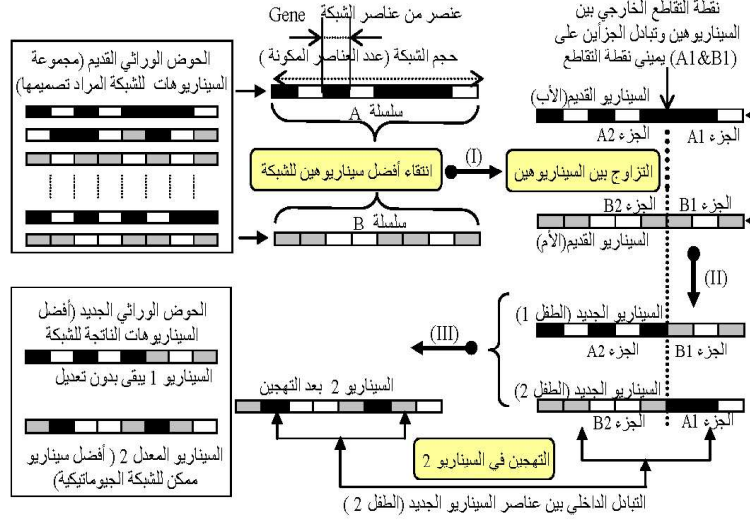 الحوض الوراثي القديم (مجموعة
السيناريوهات للشبكة المراد تصميمها)
عنصر من عناصر الشبكة Gene
حجم الشبكة (عدد العناصر المكونة )
سلسلة A
انتقاء أفضل سيناريوهين للشبكة
سلسلة B
(I)
نقطة التقاطع الخارجي بين
السيناريوهين وتبادل الجزأين على
يميني نقطة التقاطع (A1&B1)
السيناريو القديم(الأب)
الجزء A1
الجزء A2
التزاوج بين السيناريوهين
الجزء B1
الجزء B2
السيناريو القديم(الأم)
(II)
السيناريو الجديد (الطفل 1)
الجزء B1
الجزء A2
(III)
السيناريو الجديد (الطفل 2)
الجزء A1
الجزء B2
السيناريو 2 بعد التهجين
التهجين في السيناريو 2
التبادل الداخلي بين عناصر السيناريو الجديد (الطفل 2 )
الحوض الوراثي الجديد (أفضل
السيناريوهات الناتجة للشبكة
السيناريو 1 يبقى بدون تعديل
السيناريو المعدل 2 ( أفضل سيناريو
ممكن للشبكة الجيوماتيكية)